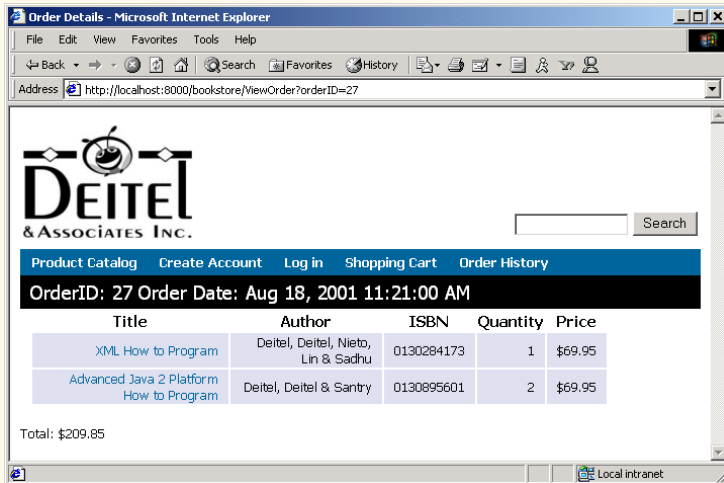 Order Details - Microsoft Internet Explorer
File Edit View Favorites Tools Help
Back Search Favorites History
Address http://localhost:8000/bookstore/ViewOrder?orderID=27
DEITEL
& ASSOCIATES INC.
Search
Product Catalog Create Account Log in Shopping Cart Order History
OrderID: 27 Order Date: Aug 18, 2001 11:21:00 AM
Title Author ISBN Quantity Price
XML How to Program Deitel, Deitel, Nieto, Lin & Sadhu 0130284173 1 $69.95
Advanced Java 2 Platform How to Program Deitel, Deitel & Santry 0130895601 2 $69.95
Total: $209.85
Local intranet